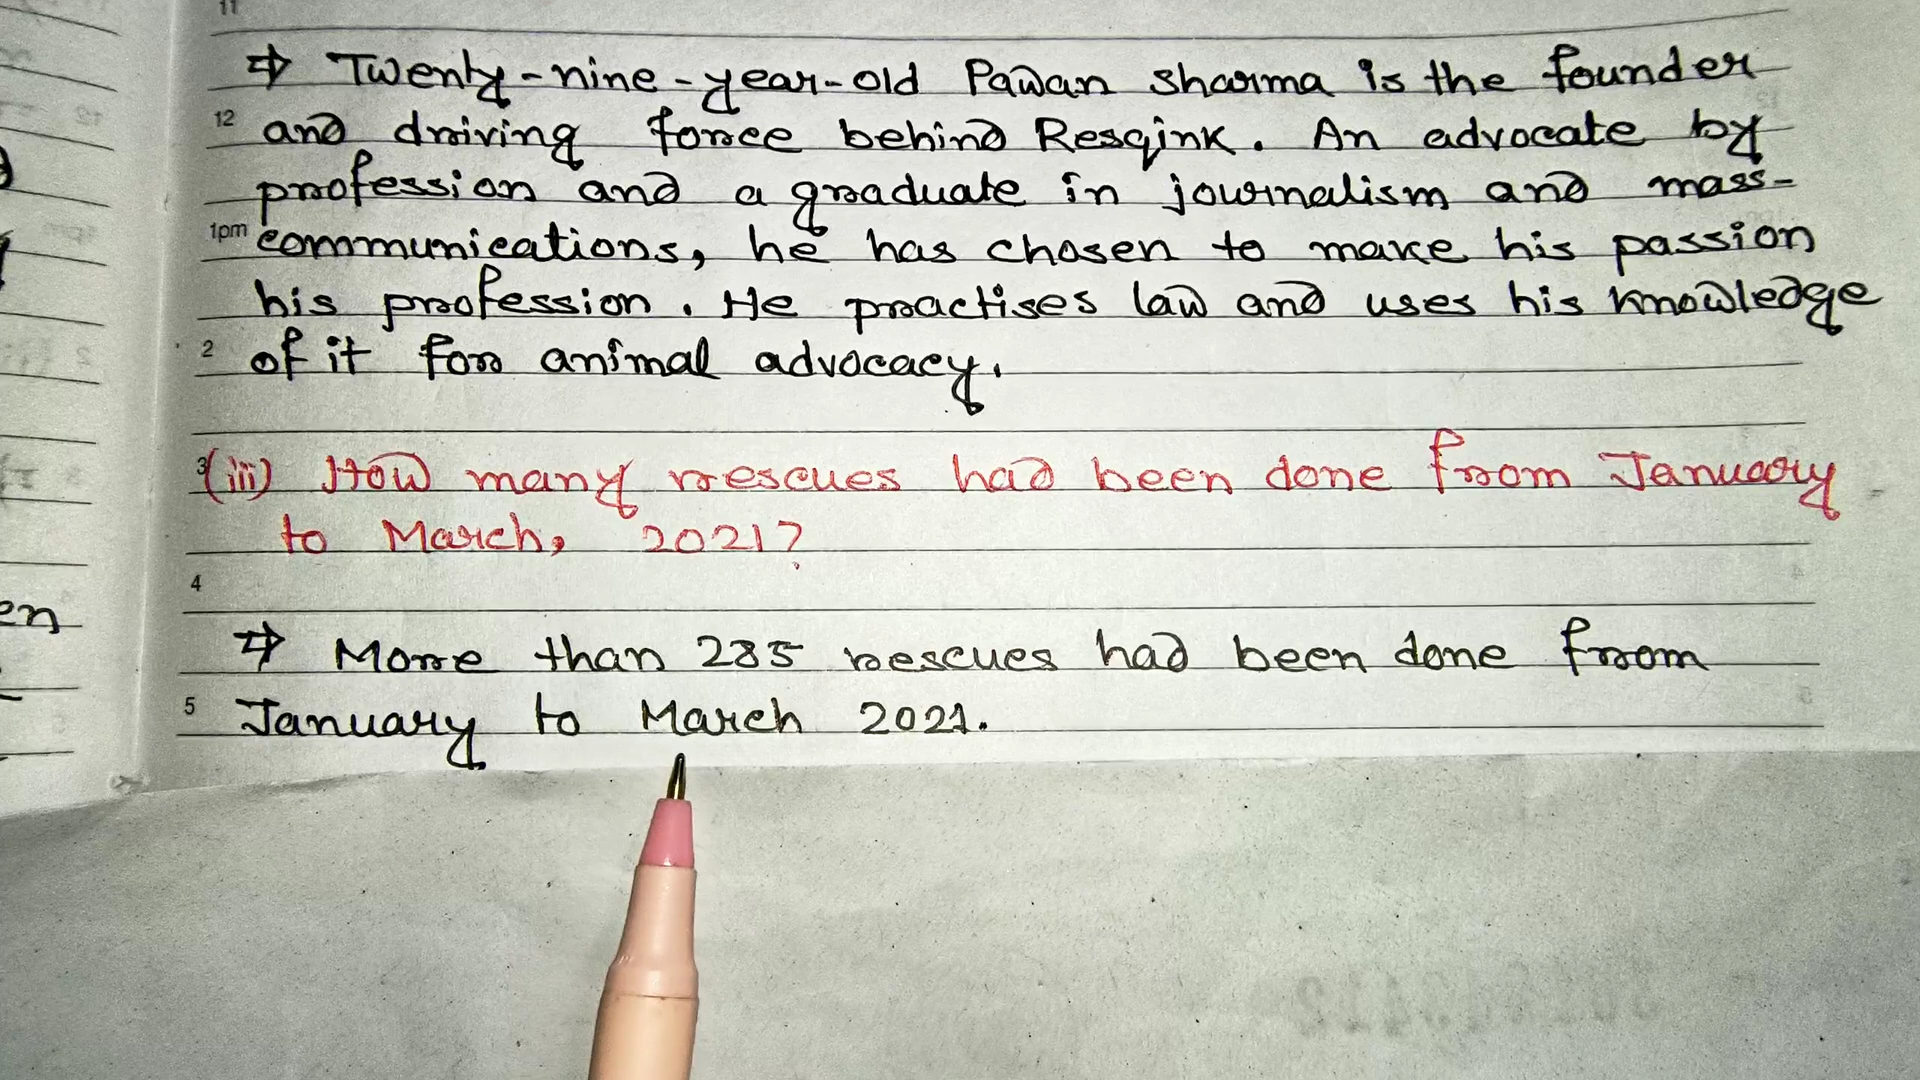 11
⇒ Twenty-nine-year-old Pawan Sharma is the founder
12 and driving force behind Resqink. An advocate by
profession and a graduate in journalism and mass-
1pm communications, he has chosen to make his passion
his profession. He practises law and uses his knowledge
2 of it for animal advocacy.
3 (iii) How many rescues had been done from January
to March, 2021?
4
⇒ More than 285 rescues had been done from
5 January to March 2021.
en